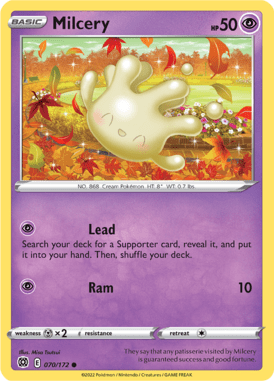 BASIC Milcery HP 50
NO. 868 Cream Pokémon HT: 8" WT: 0.7 lbs.
Lead
Search your deck for a Supporter card, reveal it, and put
it into your hand. Then, shuffle your deck.
Ram 10
weakness ×2 resistance retreat
Illus. Mina Nakai
They say that any patisserie visited by Milcery
E 070/172
is guaranteed success and good fortune.
©2022 Pokémon / Nintendo / Creatures / GAME FREAK